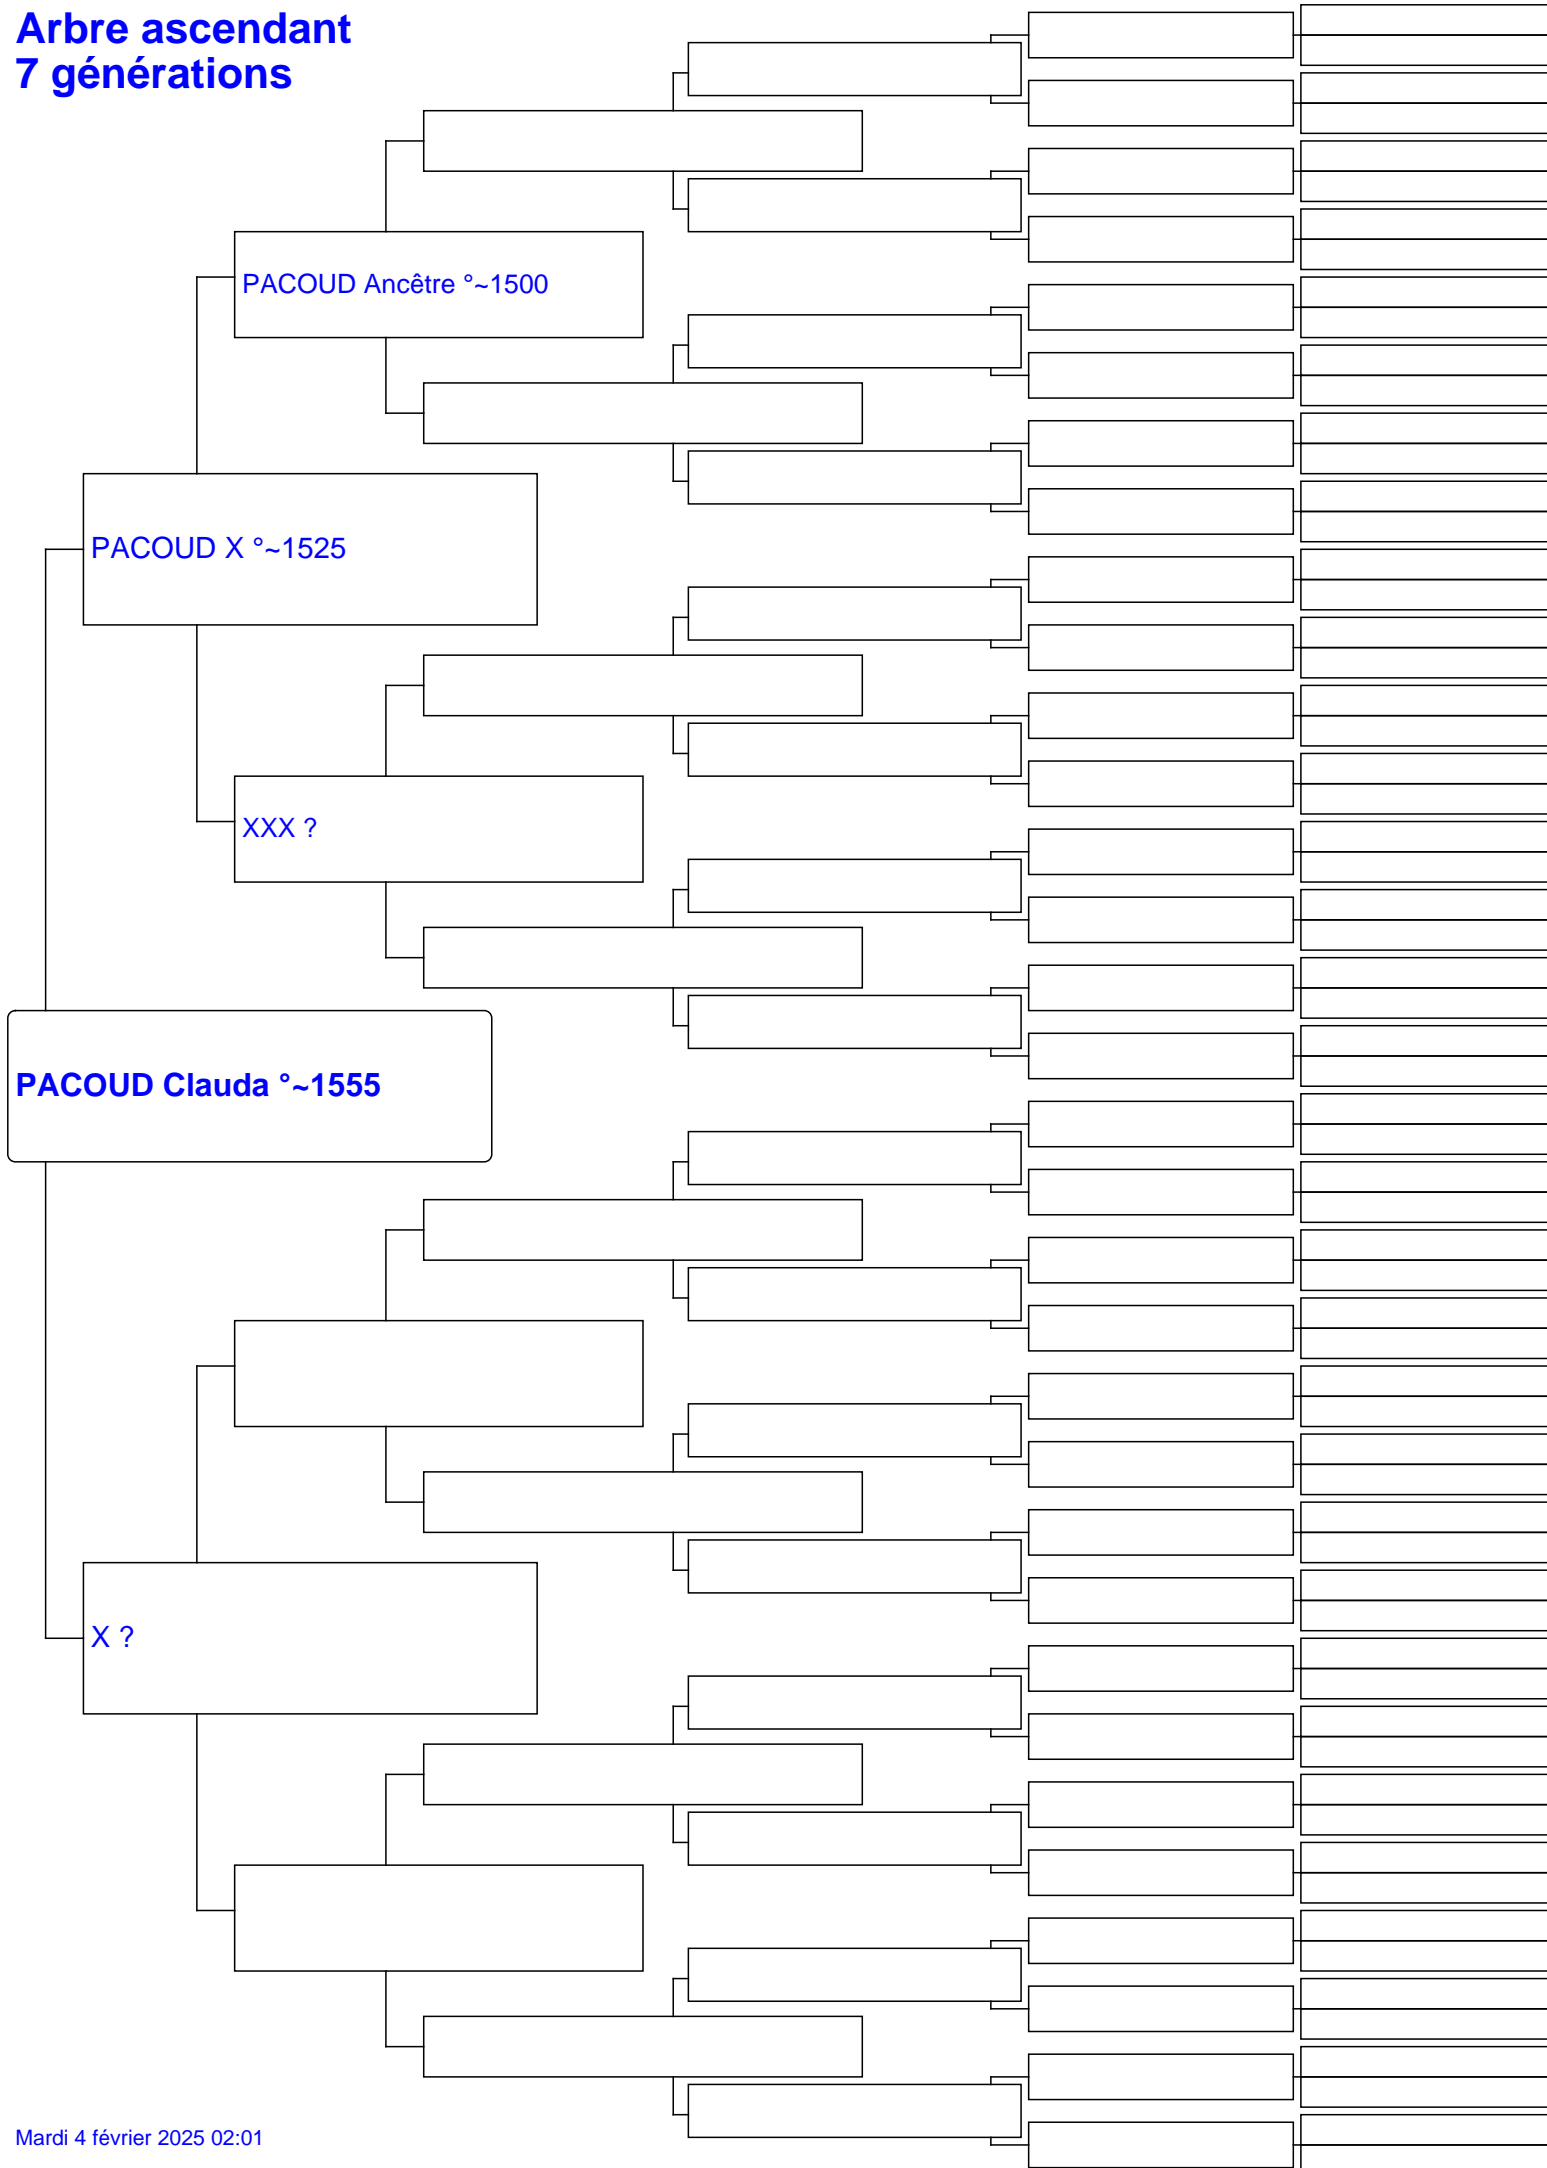 Arbre ascendant
7 générations
PACOUD Ancêtre °~1500
PACOUD X °~1525
XXX ?
PACOUD Clauda °~1555
X ?
Mardi 4 février 2025 02:01